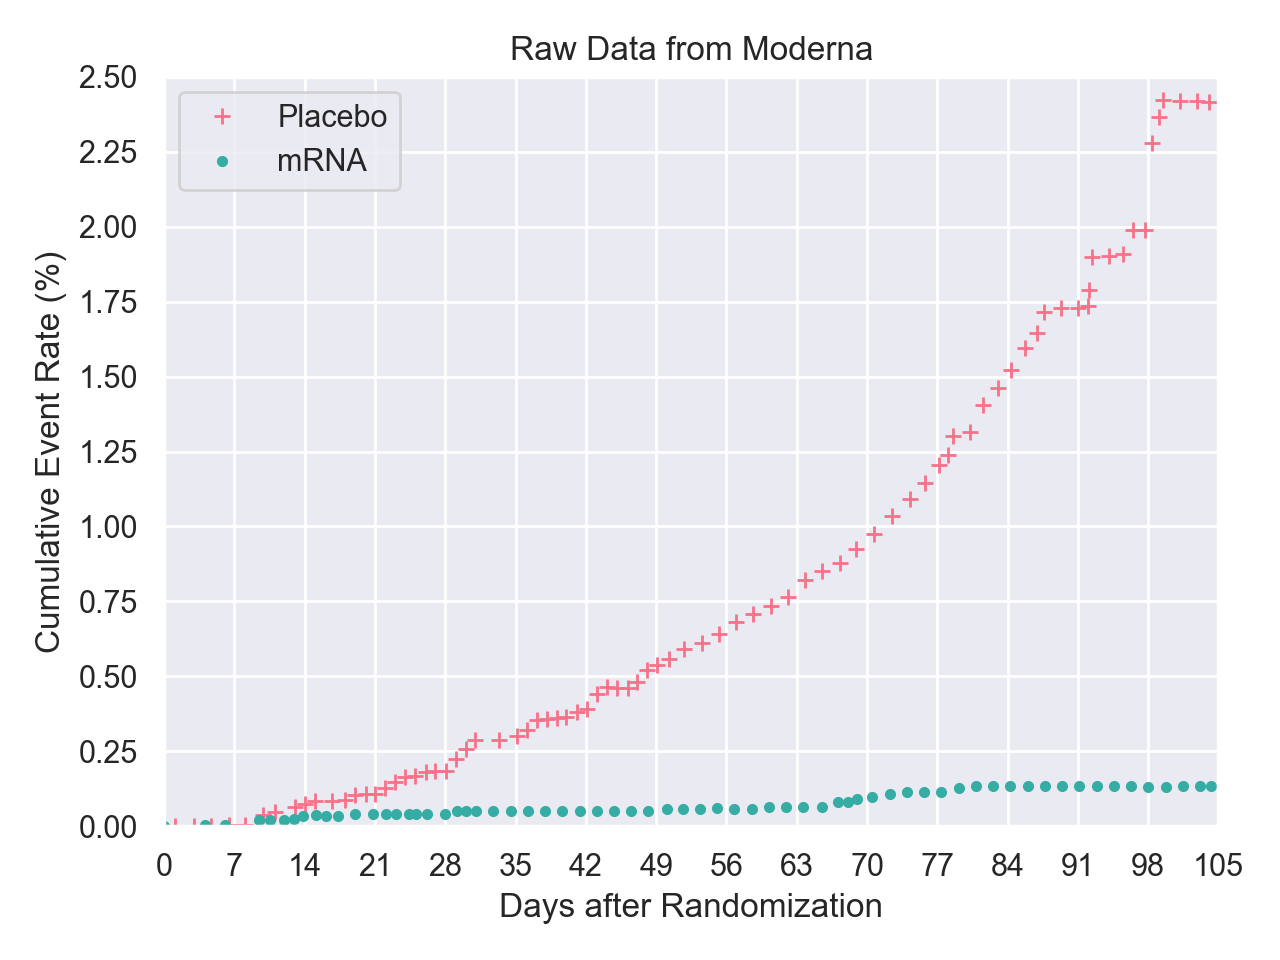 Raw Data from Moderna
Placebo
mRNA
Cumulative Event Rate (%)
2.50
2.25
2.00
1.75
1.50
1.25
1.00
0.75
0.50
0.25
0.00
0 7 14 21 28 35 42 49 56 63 70 77 84 91 98 105
Days after Randomization